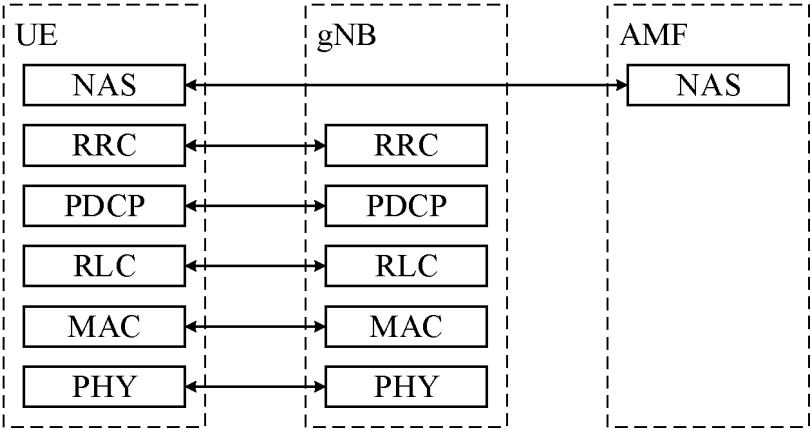 UE gNB AMF
NAS NAS
RRC RRC
PDCP PDCP
RLC RLC
MAC MAC
PHY PHY